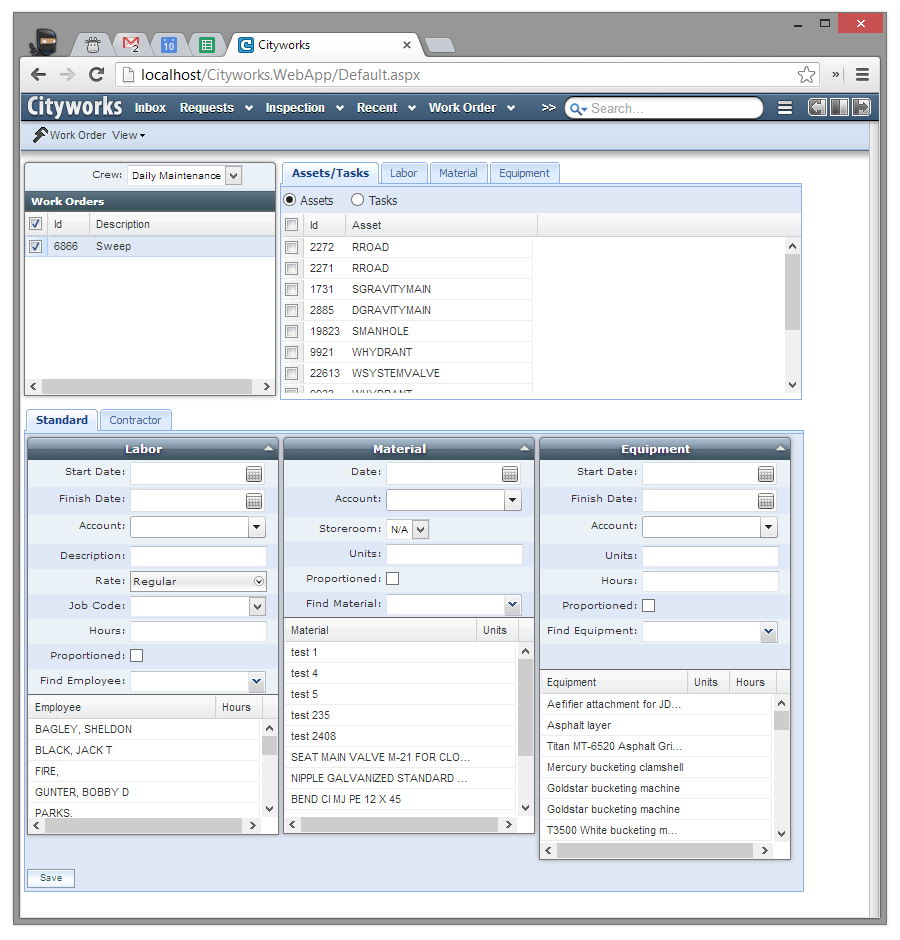 2
10
Cityworks
localhost/Cityworks.WebApp/Default.aspx
Cityworks Inbox Requests Inspection Recent Work Order >> Search...
Work Order View
Crew: Daily Maintenance
Work Orders
Id Description
6866 Sweep
Assets/Tasks Labor Material Equipment
Assets Tasks
Id Asset
2272 RROAD
2271 RROAD
1731 SGRAVITYMAIN
2885 DGRAVITYMAIN
19823 SMANHOLE
9921 WHYDRANT
22613 WSYSTEMVALVE
9933 WHYDRANT
Standard Contractor
Labor
Start Date:
Finish Date:
Account:
Description:
Rate: Regular
Job Code:
Hours:
Proportioned:
Find Employee:
Employee Hours
BAGLEY, SHELDON
BLACK, JACK T
FIRE,
GUNTER, BOBBY D
PARKS,
Material
Date:
Account:
Storeroom: N/A
Units:
Proportioned:
Find Material:
Material Units
test 1
test 4
test 5
test 235
test 2408
SEAT MAIN VALVE M-21 FOR CLO...
NIPPLE GALVANIZED STANDARD ...
BEND CI MJ PE 12 X 45
Equipment
Start Date:
Finish Date:
Account:
Units:
Hours:
Proportioned:
Find Equipment:
Equipment Units Hours
Aefifier attachment for JD...
Asphalt layer
Titan MT-6520 Asphalt Gri...
Mercury bucketing clamshell
Goldstar bucketing machine
Goldstar bucketing machine
T3500 White bucketing m...
Save